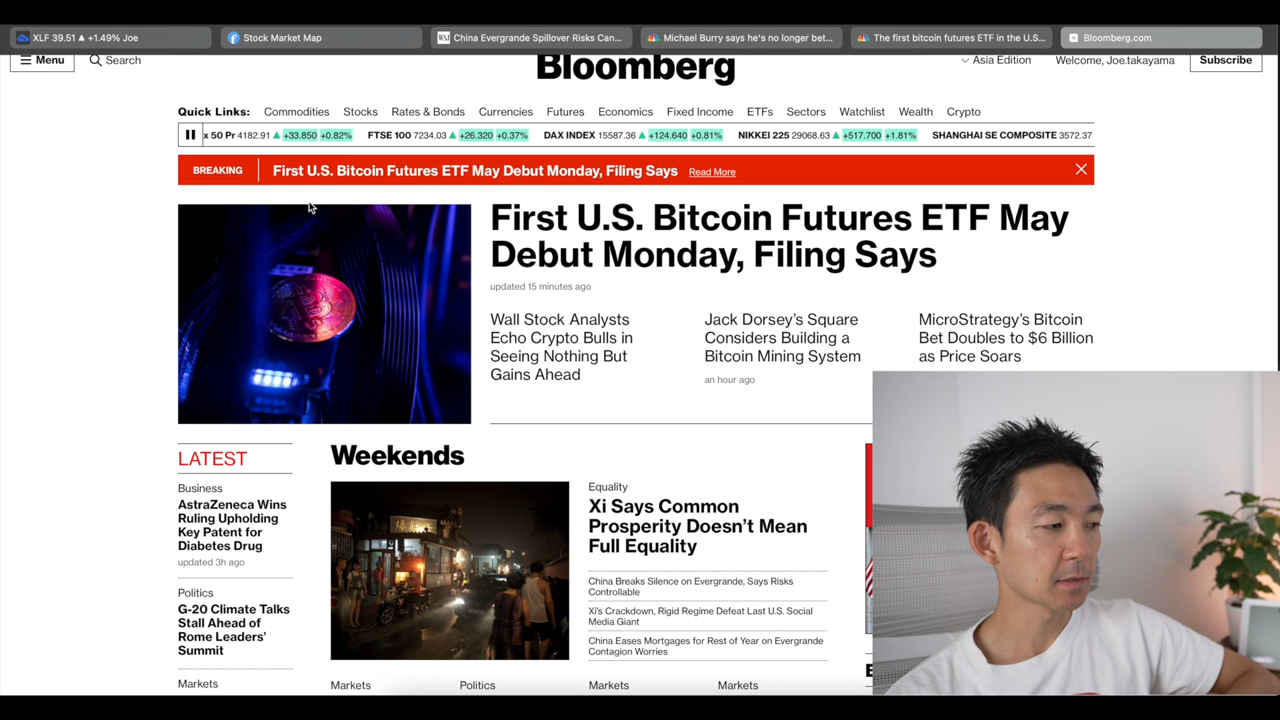 XLF 39.51 ▲ +1.49% Joe
Stock Market Map
WSJ China Evergrande Spillover Risks Can...
Michael Burry says he's no longer bet...
The first bitcoin futures ETF in the U.S...
Bloomberg.com
Menu
Search
Bloomberg
Asia Edition
Welcome, Joe.takayama
Subscribe
Quick Links: Commodities Stocks Rates & Bonds Currencies Futures Economics Fixed Income ETFs Sectors Watchlist Wealth Crypto
x 50 Pr 4182.91 ▲ +33.850 +0.82% FTSE 100 7234.03 ▲ +26.320 +0.37% DAX INDEX 15587.36 ▲ +124.640 +0.81% NIKKEI 225 29068.63 ▲ +517.700 +1.81% SHANGHAI SE COMPOSITE 3572.37
BREAKING First U.S. Bitcoin Futures ETF May Debut Monday, Filing Says Read More
First U.S. Bitcoin Futures ETF May
Debut Monday, Filing Says
updated 15 minutes ago
Wall Stock Analysts
Echo Crypto Bulls in
Seeing Nothing But
Gains Ahead
Jack Dorsey's Square
Considers Building a
Bitcoin Mining System
an hour ago
MicroStrategy's Bitcoin
Bet Doubles to $6 Billion
as Price Soars
LATEST
Business
AstraZeneca Wins
Ruling Upholding
Key Patent for
Diabetes Drug
updated 3h ago
Politics
G-20 Climate Talks
Stall Ahead of
Rome Leaders'
Summit
Markets
Weekends
Equality
Xi Says Common
Prosperity Doesn't Mean
Full Equality
China Breaks Silence on Evergrande, Says Risks
Controllable
Xi's Crackdown, Rigid Regime Defeat Last U.S. Social
Media Giant
China Eases Mortgages for Rest of Year on Evergrande
Contagion Worries
Markets
Politics
Markets
Markets